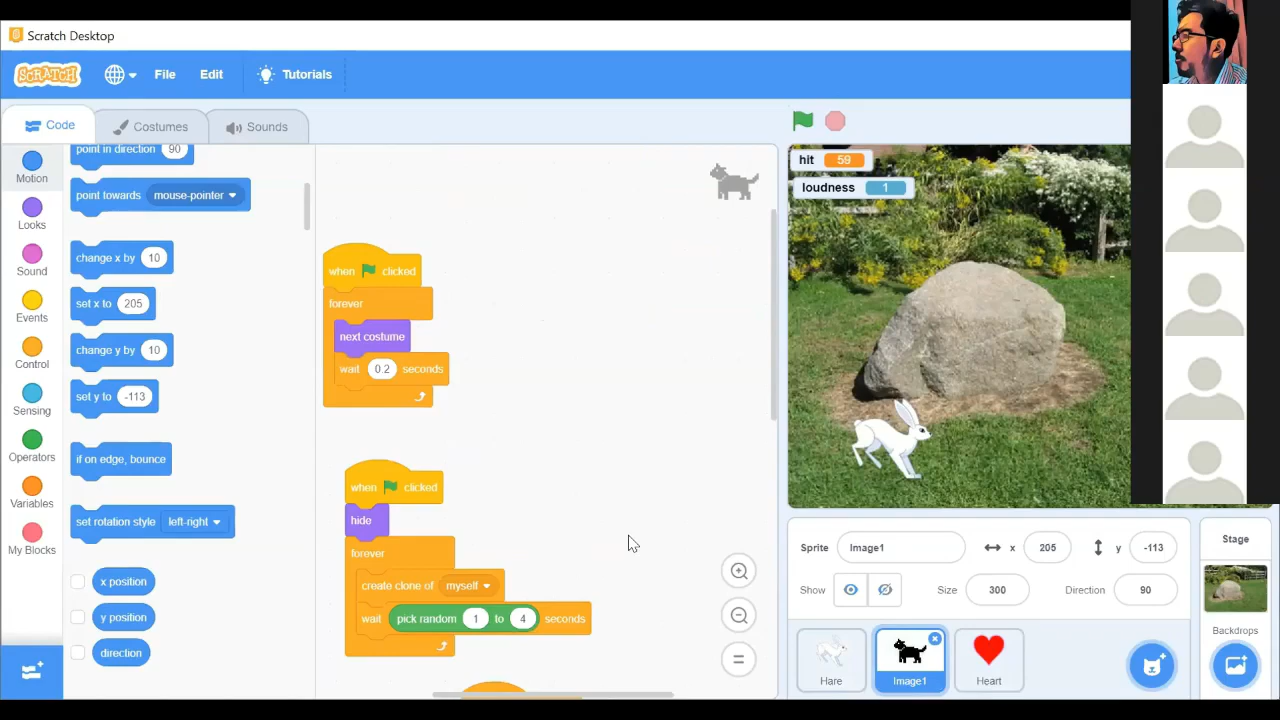 Scratch Desktop
SCRATCH File Edit Tutorials
Code Costumes Sounds
Motion
Looks
Sound
Events
Control
Sensing
Operators
Variables
My Blocks
point in direction 90
point towards mouse-pointer
change x by 10
set x to 205
change y by 10
set y to -113
if on edge, bounce
set rotation style left-right
x position
y position
direction
when clicked
forever
next costume
wait 0.2 seconds
when clicked
hide
forever
create clone of myself
wait pick random 1 to 4 seconds
hit 59
loudness 1
Sprite Image1 x 205 y -113
Show Size 300 Direction 90
Hare Image1 Heart
Stage
Backdrops